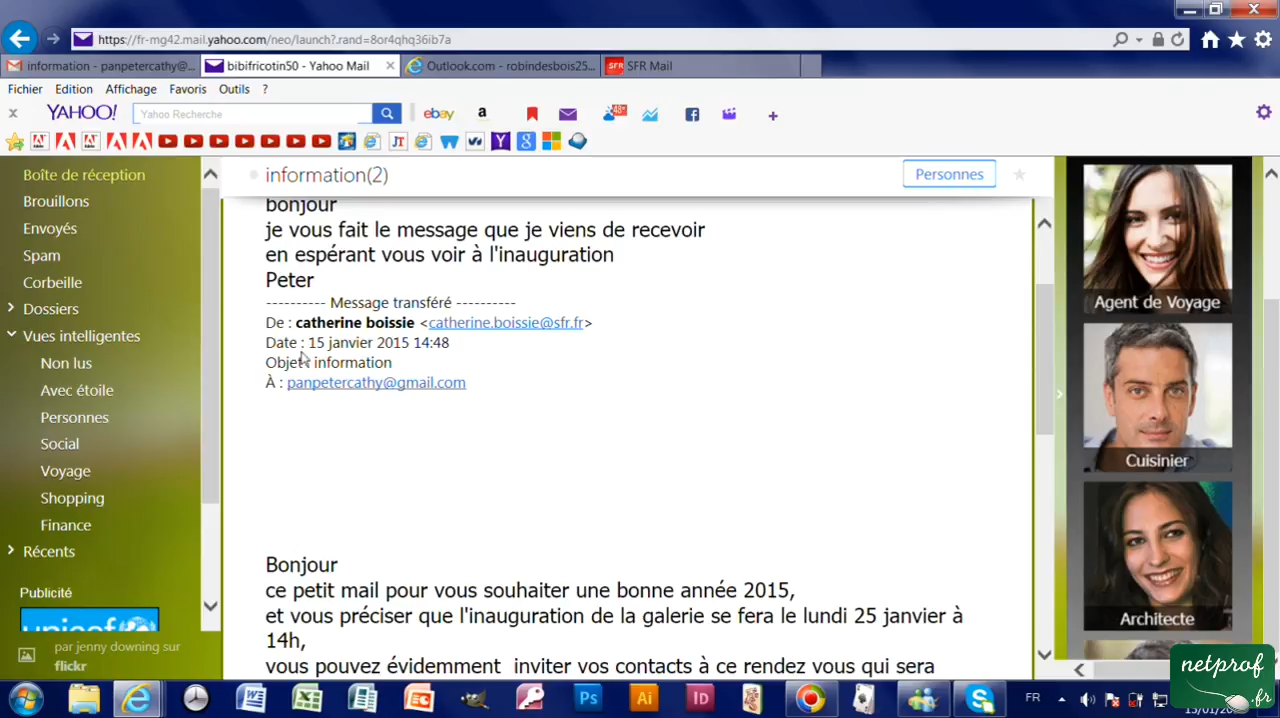 https://fr-mg42.mail.yahoo.com/neo/launch?.rand=8or4qhq36ib7a
information - panpetercathy@...
bibifricotin50 - Yahoo Mail
Outlook.com - robindesbois25...
SFR SFR Mail
Fichier Edition Affichage Favoris Outils ?
YAHOO! Yahoo Recherche ebay a 48+
Boîte de réception
Brouillons
Envoyés
Spam
Corbeille
Dossiers
Vues intelligentes
Non lus
Avec étoile
Personnes
Social
Voyage
Shopping
Finance
Récents
Publicité
unicef
par jenny downing sur
flickr
information(2)
Personnes
bonjour
je vous fait le message que je viens de recevoir
en espérant vous voir à l'inauguration
Peter
---------- Message transféré ----------
De : catherine boissie <catherine.boissie@sfr.fr>
Date : 15 janvier 2015 14:48
Objet : information
À : panpetercathy@gmail.com
Bonjour
ce petit mail pour vous souhaiter une bonne année 2015,
et vous préciser que l'inauguration de la galerie se fera le lundi 25 janvier à
14h,
vous pouvez évidemment inviter vos contacts à ce rendez vous qui sera
Agent de Voyage
Cuisinier
Architecte
netprof
.fr
FR